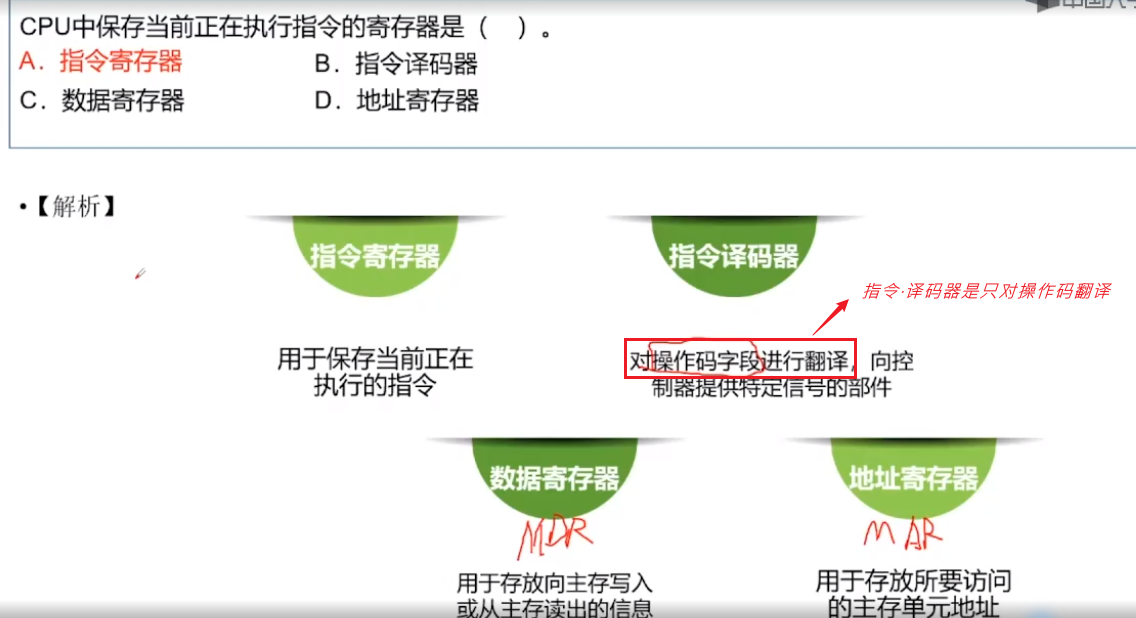 CPU中保存当前正在执行指令的寄存器是（ ）。
A．指令寄存器 B．指令译码器
C．数据寄存器 D．地址寄存器
•【解析】
指令寄存器 指令译码器
指令·译码器是只对操作码翻译
用于保存当前正在
执行的指令
对操作码字段进行翻译，向控
制器提供特定信号的部件
数据寄存器 地址寄存器
MDR MAR
用于存放向主存写入
或从主存读出的信息
用于存放所要访问
的主存单元地址